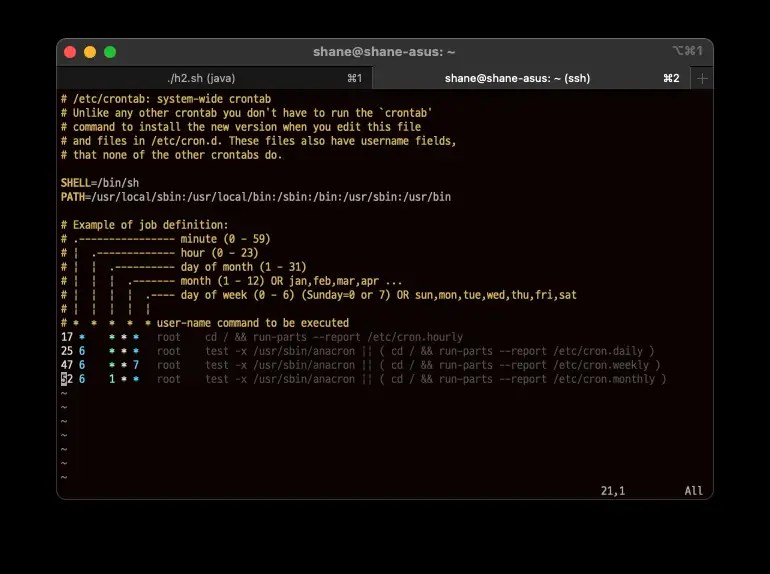 shane@shane-asus: ~ ⌥⌘1
./h2.sh (java) ⌘1 shane@shane-asus: ~ (ssh) ⌘2 +
# /etc/crontab: system-wide crontab
# Unlike any other crontab you don't have to run the `crontab'
# command to install the new version when you edit this file
# and files in /etc/cron.d. These files also have username fields,
# that none of the other crontabs do.

SHELL=/bin/sh
PATH=/usr/local/sbin:/usr/local/bin:/sbin:/bin:/usr/sbin:/usr/bin

# Example of job definition:
# .---------------- minute (0 - 59)
# |  .------------- hour (0 - 23)
# |  |  .---------- day of month (1 - 31)
# |  |  |  .------- month (1 - 12) OR jan,feb,mar,apr ...
# |  |  |  |  .---- day of week (0 - 6) (Sunday=0 or 7) OR sun,mon,tue,wed,thu,fri,sat
# |  |  |  |  |
# *  *  *  *  * user-name command to be executed
17 *    * * *   root    cd / && run-parts --report /etc/cron.hourly
25 6    * * *   root    test -x /usr/sbin/anacron || ( cd / && run-parts --report /etc/cron.daily )
47 6    * * 7   root    test -x /usr/sbin/anacron || ( cd / && run-parts --report /etc/cron.weekly )
52 6    1 * *   root    test -x /usr/sbin/anacron || ( cd / && run-parts --report /etc/cron.monthly )
~
~
~
~
~
~
~
21,1 All